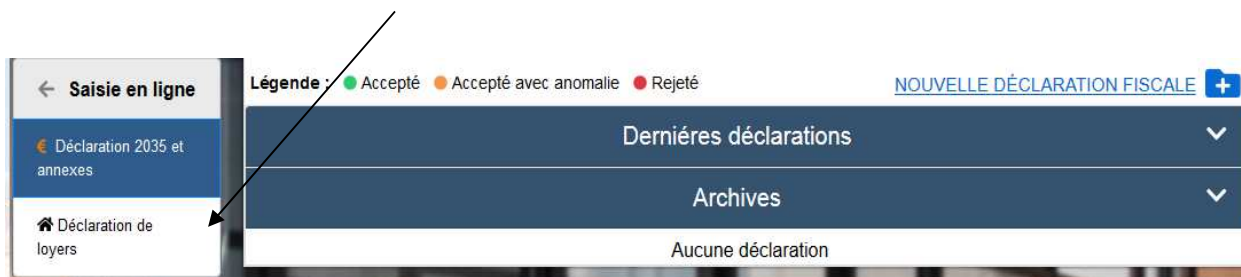 ← Saisie en ligne
€ Déclaration 2035 et
annexes
Déclaration de
loyers
Légende : Accepté Accepté avec anomalie Rejeté
NOUVELLE DÉCLARATION FISCALE
Derniéres déclarations
Archives
Aucune déclaration